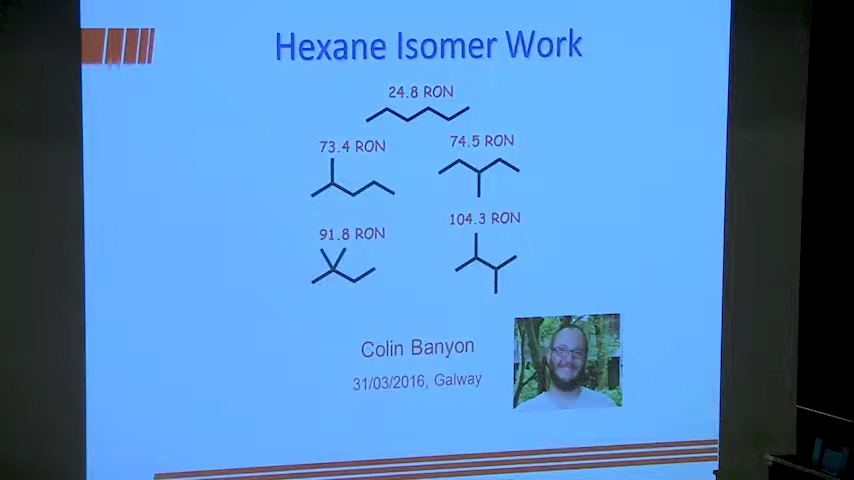 Hexane Isomer Work
24.8 RON
73.4 RON
74.5 RON
91.8 RON
104.3 RON
Colin Banyon
31/03/2016, Galway